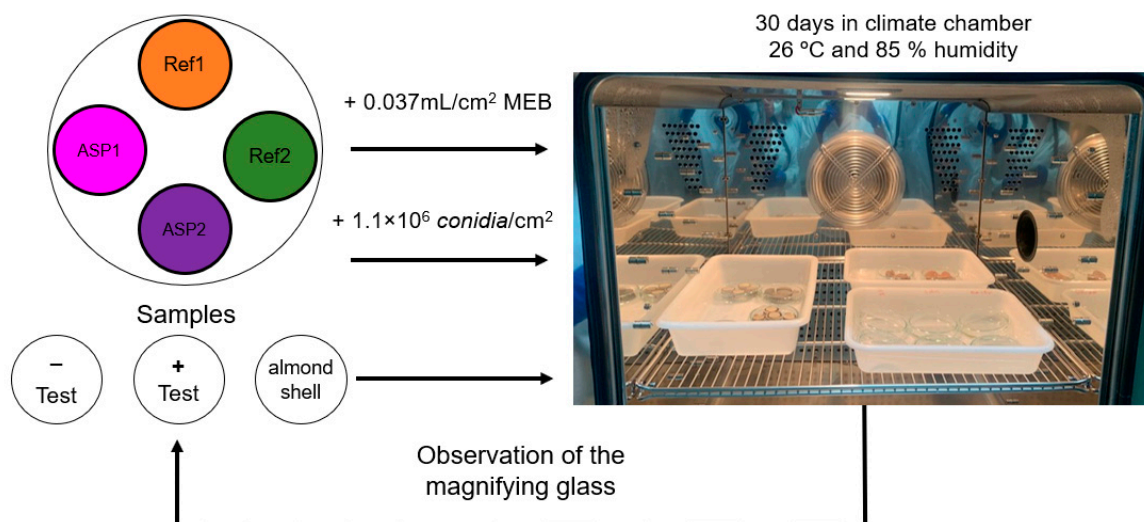 30 days in climate chamber
26 ºC and 85 % humidity
Ref1
ASP1
Ref2
ASP2
+ 0.037mL/cm² MEB
+ 1.1×10⁶ conidia/cm²
Samples
− Test
+ Test
almond
shell
Observation of the
magnifying glass